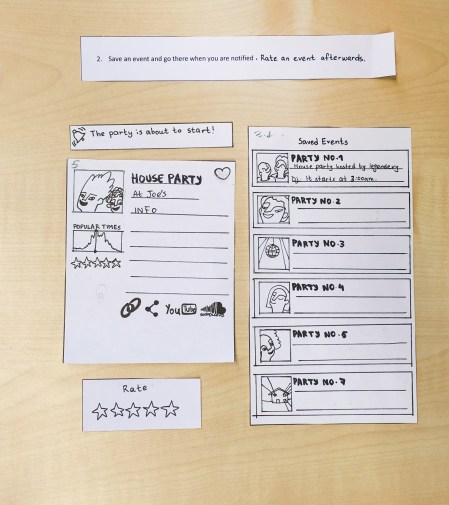 2. Save an event and go there when you are notified. Rate an event afterwards.
The party is about to start!
5
HOUSE PARTY
At Joe's
INFO
POPULAR TIMES
You Tube
SOUNDCLOUD
Rate
Saved Events
PARTY NO.1
House party hosted by legendary
Dj. It starts at 3:00am.
PARTY NO.2
PARTY NO.3
PARTY NO.4
PARTY NO.6
PARTY NO.7